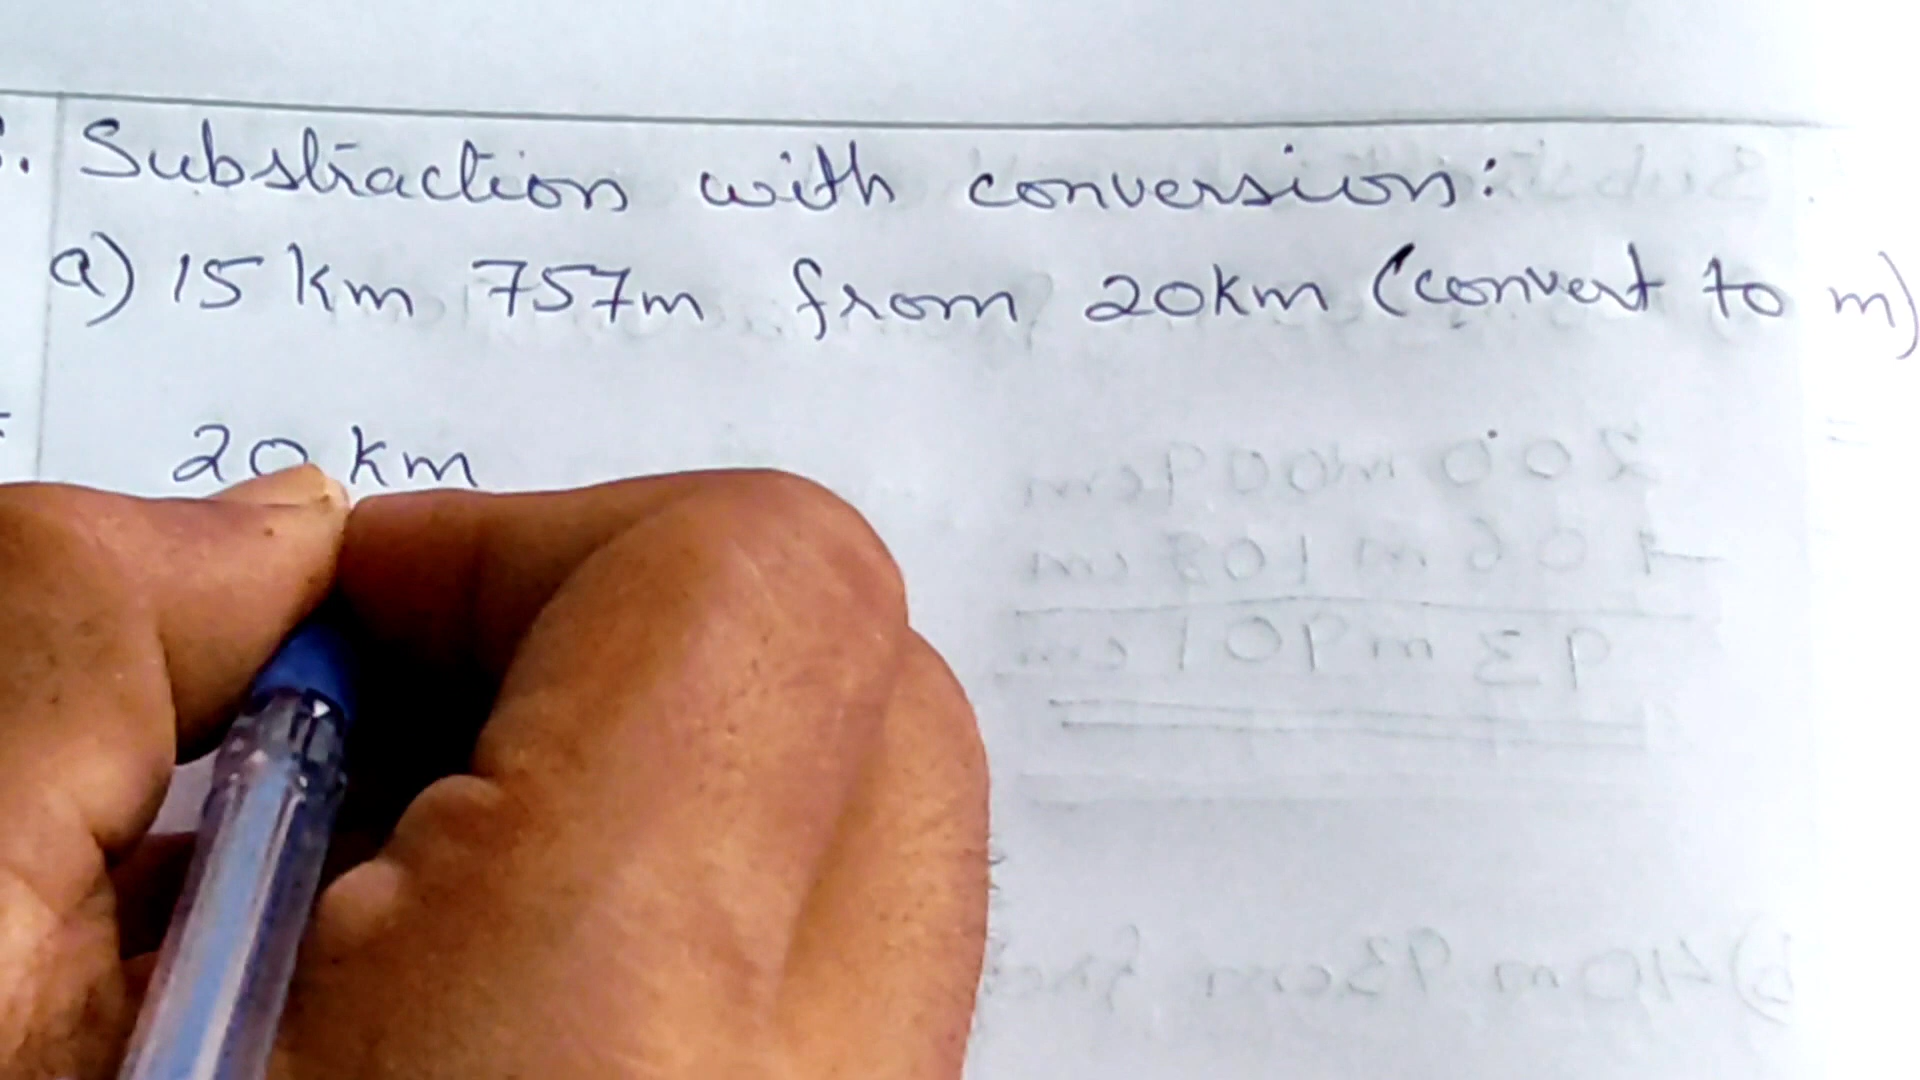 . Substraction with conversion:
a) 15 km 757m from 20km (convert to m)
20 km